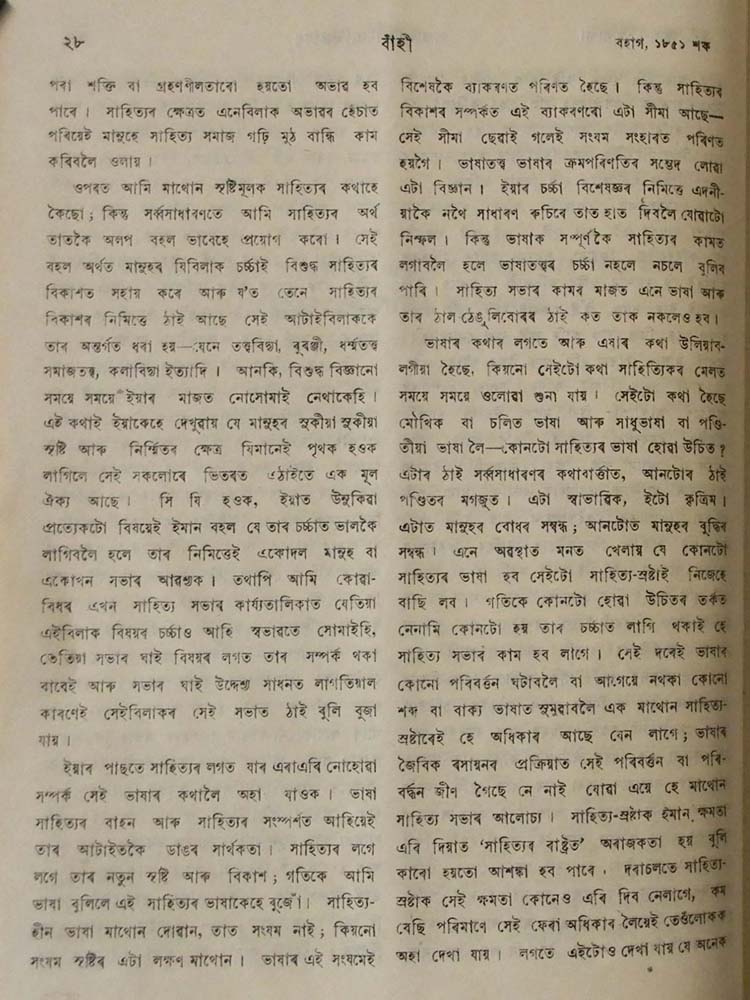 ২৮
বাঁহী
বহাগ, ১৮৫১ শক
পৰা শক্তি বা গ্ৰহণশীলতাৰো হয়তো অভাৱ হব
পাৰে। সাহিত্যৰ ক্ষেত্ৰত এনেবিলাক অভাৱৰ হেঁচাত
পৰিয়েই মানুহে সাহিত্য সমাজ গঢ়ি মুঠ বান্ধি কাম
কৰিবলৈ ওলায়।
ওপৰত আমি মাথোন সৃষ্টিমূলক সাহিত্যৰ কথাহে
কৈছো; কিন্তু সৰ্ব্বসাধাৰণতে আমি সাহিত্যৰ অৰ্থ
তাতকৈ অলপ বহল ভাবেহে প্ৰয়োগ কৰো। সেই
বহল অৰ্থত মানুহৰ যিবিলাক চৰ্চ্চাই বিশুদ্ধ সাহিত্যৰ
বিকাশত সহায় কৰে আৰু য'ত তেনে সাহিত্যৰ
বিকাশৰ নিমিত্তে ঠাই আছে সেই আটাইবিলাককে
তাৰ অন্তৰ্গত ধৰা হয়—যেনে তত্ত্ববিদ্যা, বুৰঞ্জী, ধৰ্ম্মতত্ত্ব
সমাজতত্ত্ব, কলাবিদ্যা ইত্যাদি। আনকি, বিশুদ্ধ বিজ্ঞানো
সময়ে সময়ে ইয়াৰ মাজত নোসোমাই নেথাকেহি।
এই কথাই ইয়াকেহে দেখুৱায় যে মানুহৰ সুকীয়া সুকীয়া
সৃষ্টি আৰু নিৰ্ম্মিতৰ ক্ষেত্ৰ যিমানেই পৃথক হওক
লাগিলে সেই সকলোৰে ভিতৰত এঠাইতে এক মূল
ঐক্য আছে। সি যি হওক, ইয়াত উনুকিৱা
প্ৰত্যেকটো বিষয়েই ইমান বহল যে তাৰ চৰ্চ্চাত ভালকৈ
লাগিবলৈ হলে তাৰ নিমিত্তেই একোদল মানুহ বা
একোখন সভাৰ আৱশ্যক। তথাপি আমি কোৱা-
বিধৰ এখন সাহিত্য সভাৰ কাৰ্য্যতালিকাত যেতিয়া
এইবিলাক বিষয়ৰ চৰ্চ্চাও আহি স্বভাৱতে সোমাইহি,
তেতিয়া সভাৰ ঘাই বিষয়ৰ লগত তাৰ সম্পৰ্ক থকা
বাবেই আৰু সভাৰ ঘাই উদ্দেশ্য সাধনত লাগতিয়াল
কাৰণেই সেইবিলাকৰ সেই সভাত ঠাই বুলি বুজা
যায়।
ইয়াৰ পাছতে সাহিত্যৰ লগত যাৰ এৰাএৰি নোহোৱা
সম্পৰ্ক সেই ভাষাৰ কথালৈ অহা যাওক। ভাষা
সাহিত্যৰ বাহন আৰু সাহিত্যৰ সংস্পৰ্শত আহিয়েই
তাৰ আটাইতকৈ ডাঙৰ সাৰ্থকতা। সাহিত্যৰ লগে
লগে তাৰ নতুন সৃষ্টি আৰু বিকাশ; গতিকে আমি
ভাষা বুলিলে এই সাহিত্যৰ ভাষাকেহে বুজোঁ। সাহিত্য-
হীন ভাষা মাথোন দোৱান, তাত সংযম নাই; কিয়নো
সংযম সৃষ্টিৰ এটা লক্ষণ মাথোন। ভাষাৰ এই সংযমেই
বিশেষকৈ ব্যাকৰণত পৰিণত হৈছে। কিন্তু সাহিত্যৰ
বিকাশৰ সম্পৰ্কত এই ব্যাকৰণৰো এটা সীমা আছে—
সেই সীমা ছেৱাই গলেই সংযম সংহাৰত পৰিণত
হয়গৈ। ভাষাতত্ত্ব ভাষাৰ ক্ৰমপৰিণতিৰ সম্ভেদ লোৱা
এটা বিজ্ঞান। ইয়াৰ চৰ্চ্চা বিশেষজ্ঞৰ নিমিত্তে এদনী-
য়াকৈ নথৈ সাধাৰণ ৰুচিৰে তাত হাত দিবলৈ যোৱাটো
নিষ্ফল। কিন্তু ভাষাক সম্পূৰ্ণকৈ সাহিত্যৰ কামত
লগাবলৈ হলে ভাষাতত্ত্বৰ চৰ্চ্চা নহলে নচলে বুলিব
পাৰি। সাহিত্য সভাৰ কামৰ মাজত এনে ভাষা আৰু
তাৰ ঠাল ঠেঙুলিবোৰৰ ঠাই কত তাক নকলেও হব।
ভাষাৰ কথাৰ লগতে আৰু এষাৰ কথা উলিয়াব-
লগীয়া হৈছে, কিয়নো সেইটো কথা সাহিত্যিকৰ মেলত
সময়ে সময়ে ওলোৱা শুনা যায়। সেইটো কথা হৈছে
মৌথিক বা চলিত ভাষা আৰু সাধুভাষা বা পণ্ডি-
তীয়া ভাষা লৈ—কোনটো সাহিত্যৰ ভাষা হোৱা উচিত?
এটাৰ ঠাই সৰ্ব্বসাধাৰণৰ কথাবাৰ্ত্তাত, আনটোৰ ঠাই
পণ্ডিতৰ মগজুত। এটা স্বাভাৱিক, ইটো কৃত্ৰিম।
এটাত মানুহৰ বোধৰ সম্বন্ধ; আনটোত মানুহৰ বুদ্ধিৰ
সম্বন্ধ। এনে অৱস্থাত মনত খেলায় যে কোনটো
সাহিত্যৰ ভাষা হব সেইটো সাহিত্য-স্ৰষ্টাই নিজেহে
বাছি লব। গতিকে কোনটো হোৱা উচিতৰ তৰ্কত
নেনামি কোনটো হয় তাৰ চৰ্চ্চাত লাগি থকাই হে
সাহিত্য সভাৰ কাম হব লাগে। সেই দৰেই ভাষাৰ
কোনো পৰিবৰ্ত্তন ঘটাবলৈ বা আগেয়ে নথকা কোনো
শব্দ বা বাক্য ভাষাত সুমুৱাবলৈ এক মাথোন সাহিত্য-
স্ৰষ্টাৰেই হে অধিকাৰ আছে যেন লাগে; ভাষাৰ
জৈবিক ৰসায়নৰ প্ৰক্ৰিয়াত সেই পৰিবৰ্ত্তন বা পৰি-
বৰ্দ্ধন জীণ গৈছে নে নাই যোৱা এয়ে হে মাথোন
সাহিত্য সভাৰ আলোচ্য। সাহিত্য-স্ৰষ্টাক ইমান ক্ষমতা
এৰি দিয়াত 'সাহিত্যৰ ৰাষ্ট্ৰত' অৰাজকতা হয় বুলি
কাৰো হয়তো আশঙ্কা হব পাৰে। দৰাচলতে সাহিত্য-
স্ৰষ্টাক সেই ক্ষমতা কোনেও এৰি দিব নেলাগে, কম
বেছি পৰিমাণে সেই ফেৰা অধিকাৰ লৈয়েই তেওঁলোকক
অহা দেখা যায়। লগতে এইটোও দেখা যায় যে অনেক